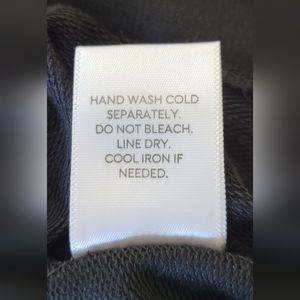 HAND WASH COLD
SEPARATELY.
DO NOT BLEACH.
LINE DRY.
COOL IRON IF
NEEDED.